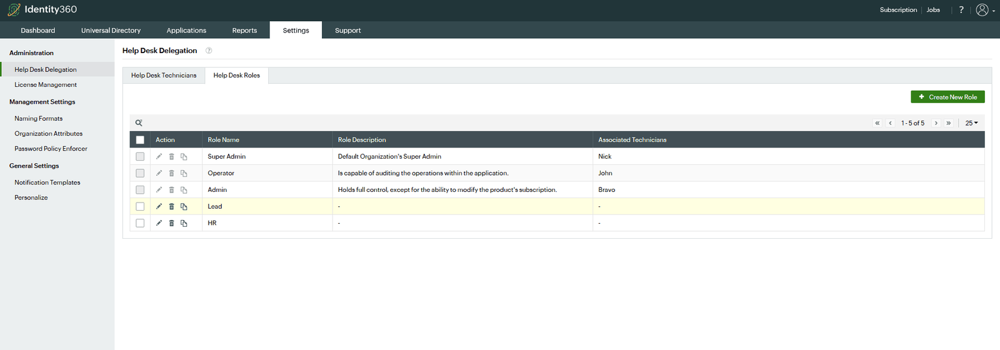 Identity360
Subscription Jobs ?
Dashboard Universal Directory Applications Reports Settings Support
Administration
Help Desk Delegation
License Management
Management Settings
Naming Formats
Organization Attributes
Password Policy Enforcer
General Settings
Notification Templates
Personalize
Help Desk Delegation ?
Help Desk Technicians Help Desk Roles
+ Create New Role
« ‹ 1 - 5 of 5 › » 25
Action Role Name Role Description Associated Technicians
Super Admin Default Organization's Super Admin Nick
Operator Is capable of auditing the operations within the application. John
Admin Holds full control, except for the ability to modify the product's subscription. Bravo
Lead - -
HR - -